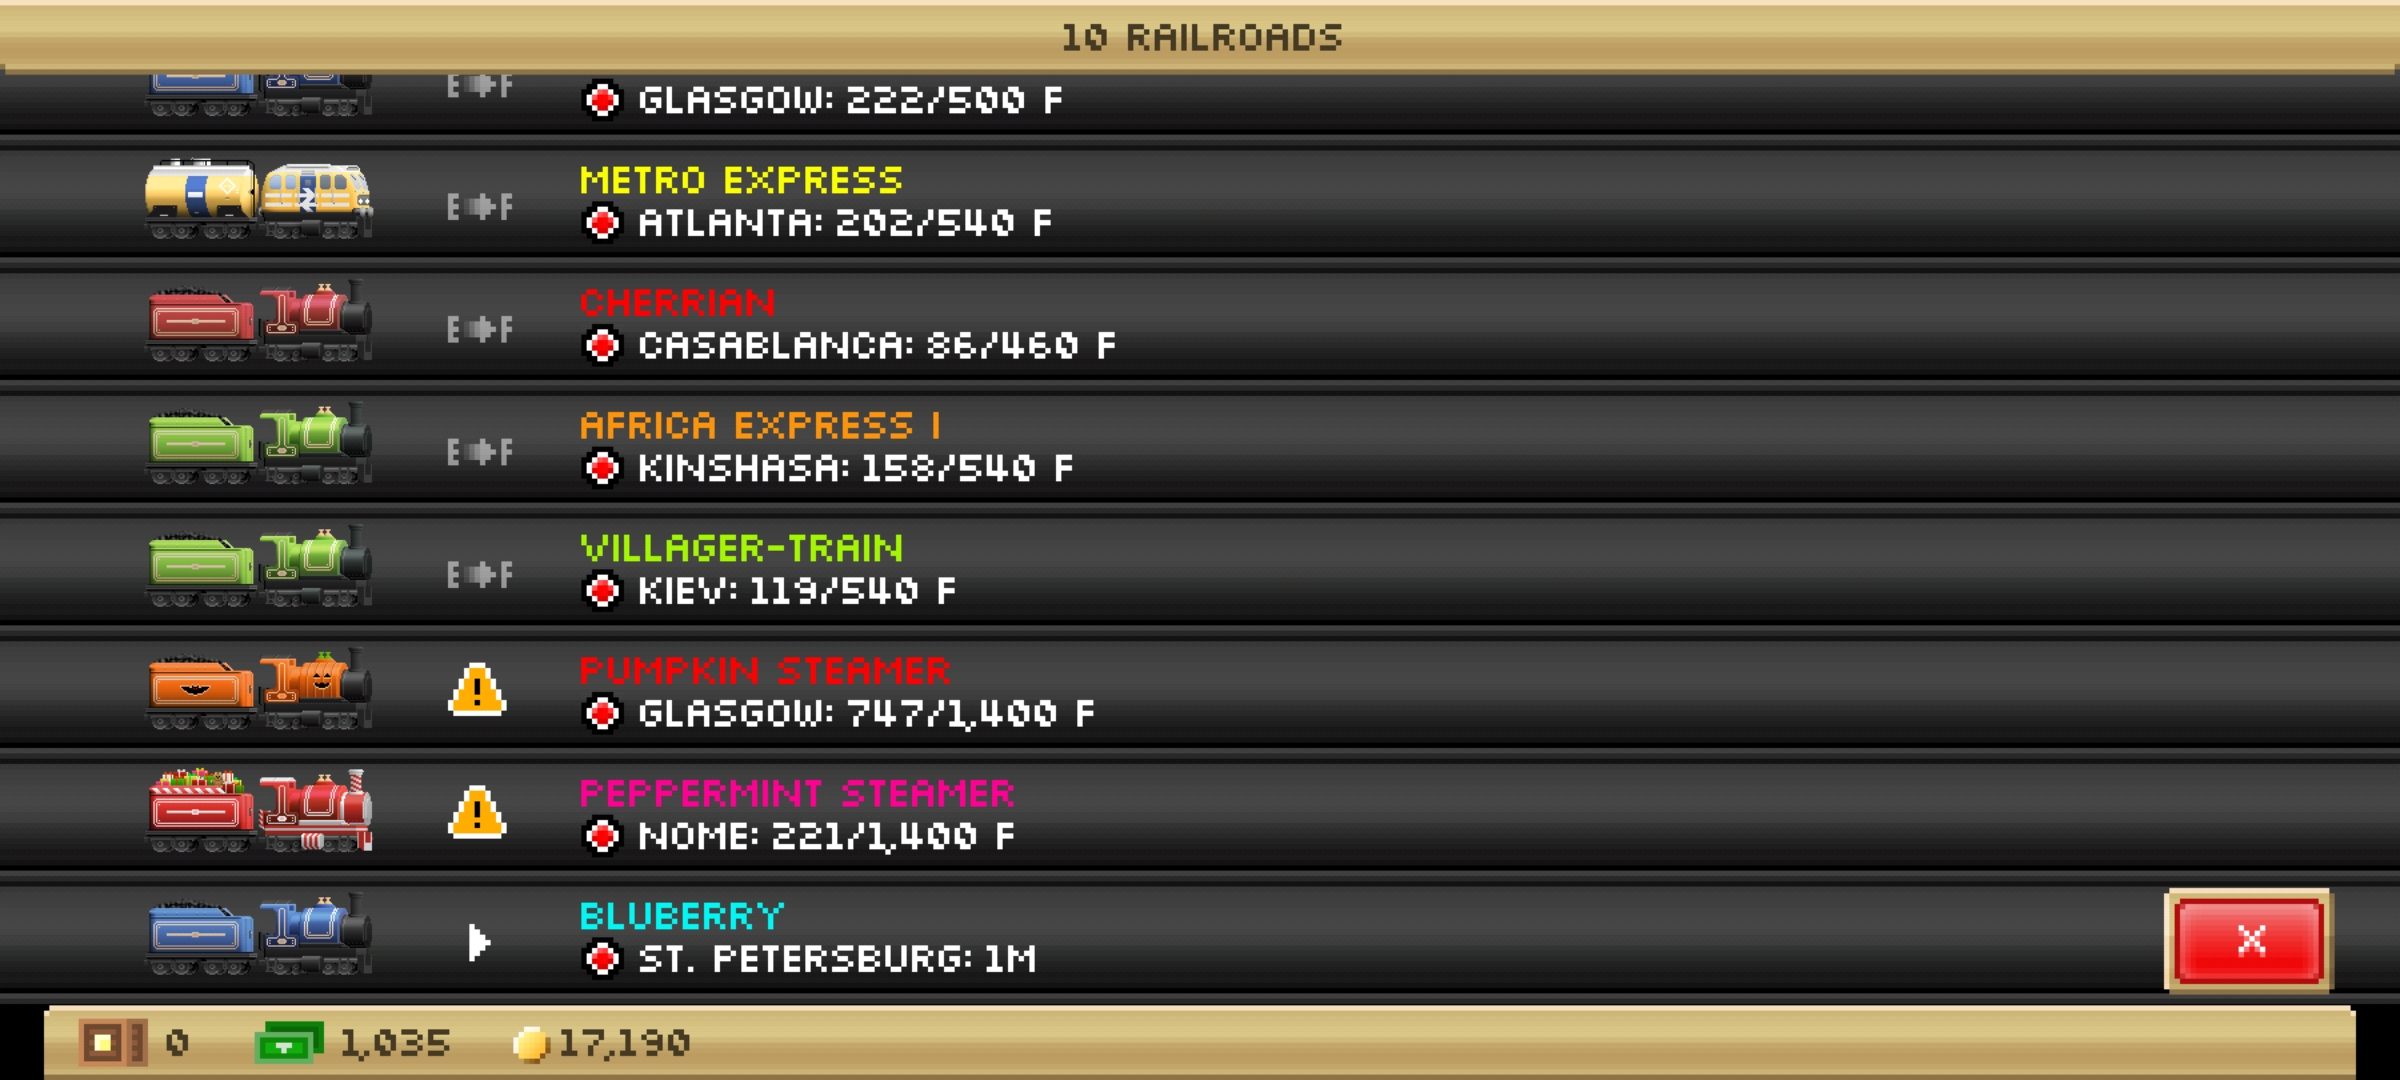 10 RAILROADS
E F
GLASGOW: 222/500 F
METRO EXPRESS
E F
ATLANTA: 202/540 F
CHERRIAN
E F
CASABLANCA: 86/460 F
AFRICA EXPRESS I
E F
KINSHASA: 158/540 F
VILLAGER-TRAIN
E F
KIEV: 119/540 F
PUMPKIN STEAMER
!
GLASGOW: 747/1,400 F
PEPPERMINT STEAMER
!
NOME: 221/1,400 F
BLUBERRY
ST. PETERSBURG: 1M
X
0 1,035 17,190